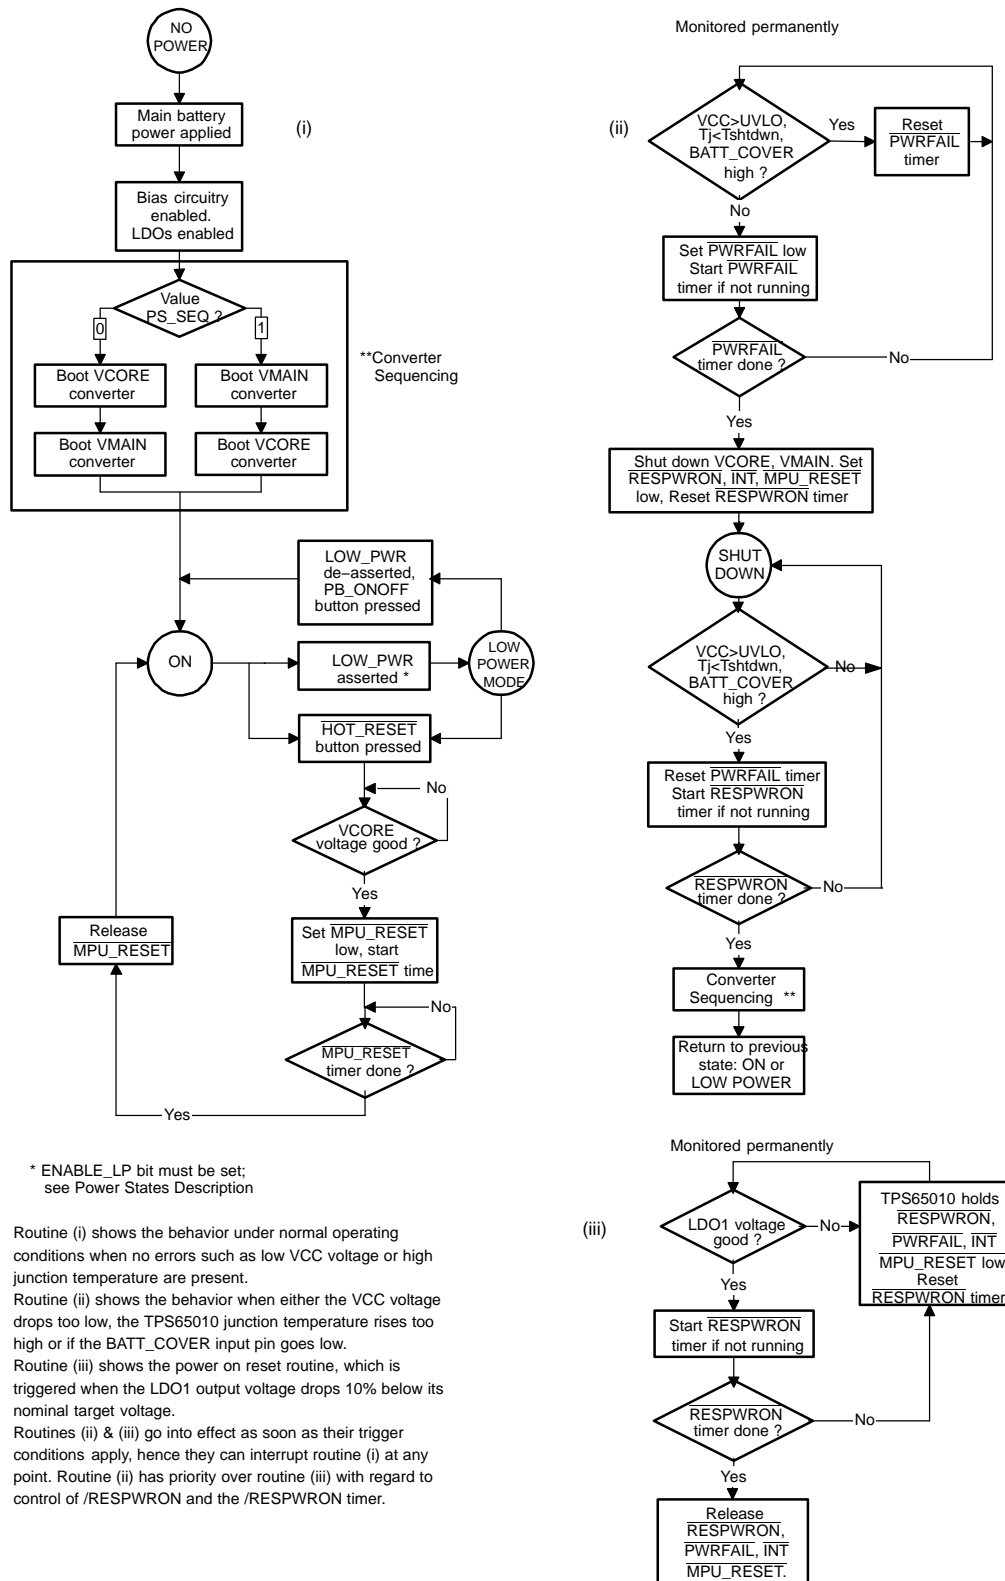 NO
POWER
Main battery
power applied
(i)
Bias circuitry
enabled.
LDOs enabled
Value
PS_SEQ ?
0
1
**Converter
Sequencing
Boot VCORE
converter
Boot VMAIN
converter
Boot VMAIN
converter
Boot VCORE
converter
LOW_PWR
de–asserted,
PB_ONOFF
button pressed
ON
LOW_PWR
asserted *
LOW
POWER
MODE
HOT_RESET
button pressed
No
VCORE
voltage good ?
Yes
Release
MPU_RESET
Set MPU_RESET
low, start
MPU_RESET time
No
MPU_RESET
timer done ?
Yes
* ENABLE_LP bit must be set;
see Power States Description
Routine (i) shows the behavior under normal operating
conditions when no errors such as low VCC voltage or high
junction temperature are present.
Routine (ii) shows the behavior when either the VCC voltage
drops too low, the TPS65010 junction temperature rises too
high or if the BATT_COVER input pin goes low.
Routine (iii) shows the power on reset routine, which is
triggered when the LDO1 output voltage drops 10% below its
nominal target voltage.
Routines (ii) & (iii) go into effect as soon as their trigger
conditions apply, hence they can interrupt routine (i) at any
point. Routine (ii) has priority over routine (iii) with regard to
control of /RESPWRON and the /RESPWRON timer.
Monitored permanently
(ii)
VCC>UVLO,
Tj<Tshtdwn,
BATT_COVER
high ?
Yes
Reset
PWRFAIL
timer
No
Set PWRFAIL low
Start PWRFAIL
timer if not running
PWRFAIL
timer done ?
No
Yes
Shut down VCORE, VMAIN. Set
RESPWRON, INT, MPU_RESET
low, Reset RESPWRON timer
SHUT
DOWN
VCC>UVLO,
Tj<Tshtdwn,
BATT_COVER
high ?
No
Yes
Reset PWRFAIL timer
Start RESPWRON
timer if not running
RESPWRON
timer done ?
No
Yes
Converter
Sequencing **
Return to previous
state: ON or
LOW POWER
Monitored permanently
(iii)
LDO1 voltage
good ?
No
TPS65010 holds
RESPWRON,
PWRFAIL, INT
MPU_RESET low
Reset
RESPWRON timer
Yes
Start RESPWRON
timer if not running
RESPWRON
timer done ?
No
Yes
Release
RESPWRON,
PWRFAIL, INT
MPU_RESET.